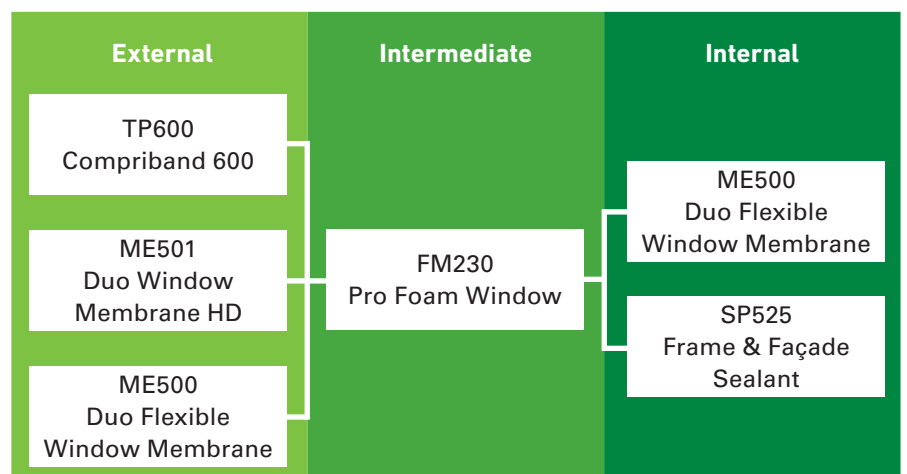 External
Intermediate
Internal
TP600
Compriband 600
ME501
Duo Window
Membrane HD
ME500
Duo Flexible
Window Membrane
FM230
Pro Foam Window
ME500
Duo Flexible
Window Membrane
SP525
Frame & Façade
Sealant